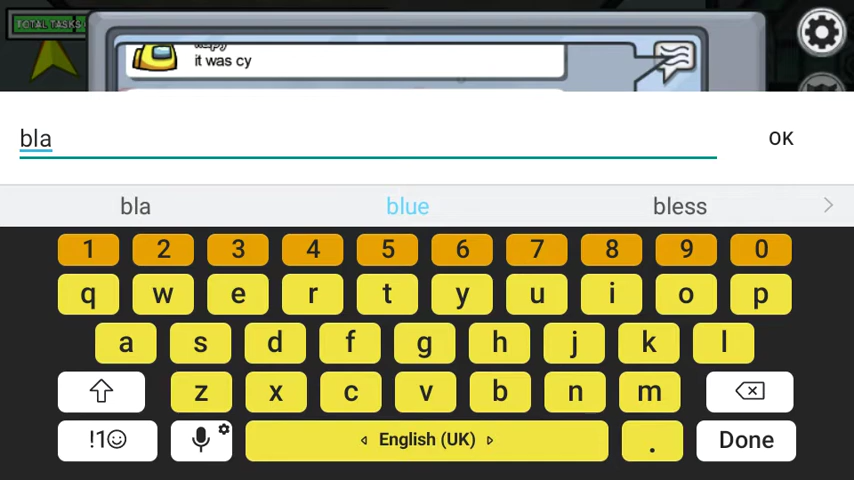 TOTAL TASKS
it was cy
bla
OK
bla blue bless
1 2 3 4 5 6 7 8 9 0
q w e r t y u i o p
a s d f g h j k l
z x c v b n m
!1☺ English (UK) . Done